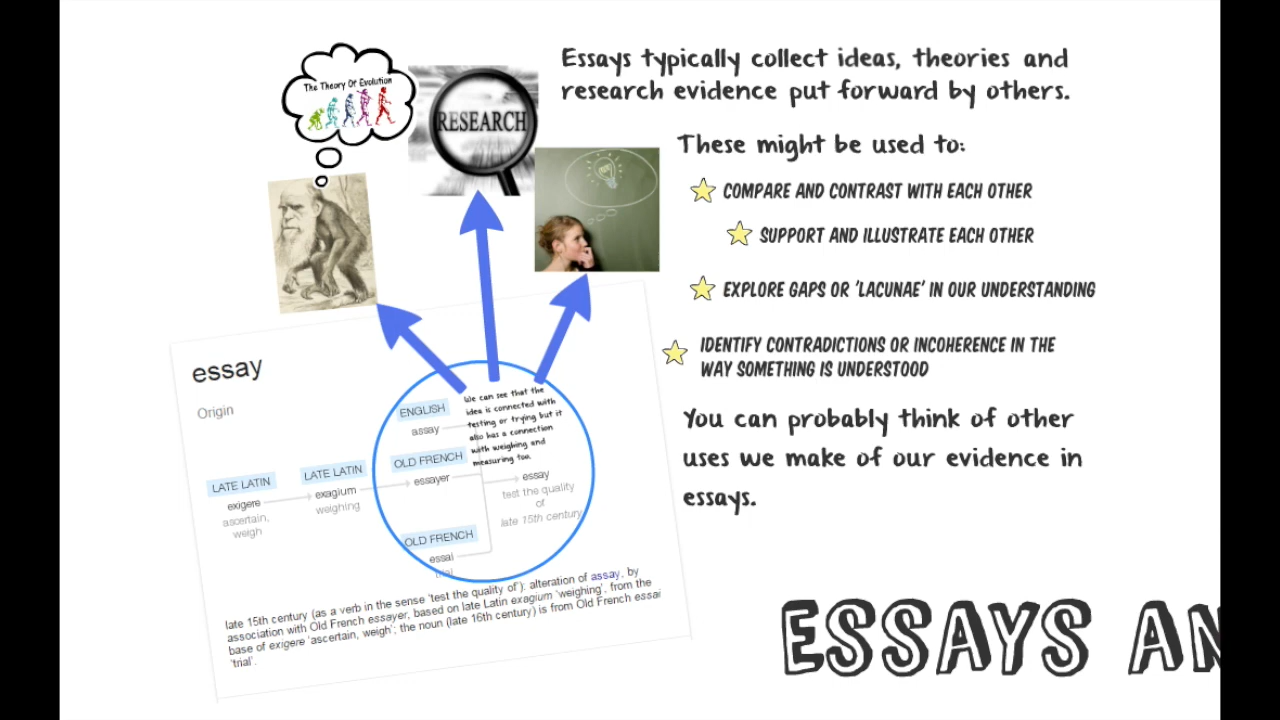 The Theory Of Evolution
RESEARCH
Essays typically collect ideas, theories and
research evidence put forward by others.
These might be used to:
COMPARE AND CONTRAST WITH EACH OTHER
SUPPORT AND ILLUSTRATE EACH OTHER
EXPLORE GAPS OR 'LACUNAE' IN OUR UNDERSTANDING
IDENTIFY CONTRADICTIONS OR INCOHERENCE IN THE
WAY SOMETHING IS UNDERSTOOD
You can probably think of other
uses we make of our evidence in
essays.
essay
Origin
LATE LATIN
exigere
ascertain,
weigh
LATE LATIN
exagium
weighing
ENGLISH
assay
OLD FRENCH
essayer
OLD FRENCH
essai
trial
We can see that the
idea is connected with
testing or trying but it
also has a connection
with weighing and
measuring too.
essay
test the quality
of
late 15th century
late 15th century (as a verb in the sense 'test the quality of'): alteration of assay, by
association with Old French essayer, based on late Latin exagium 'weighing', from the
base of exigere 'ascertain, weigh'; the noun (late 16th century) is from Old French essai
'trial'.
ESSAYS AN